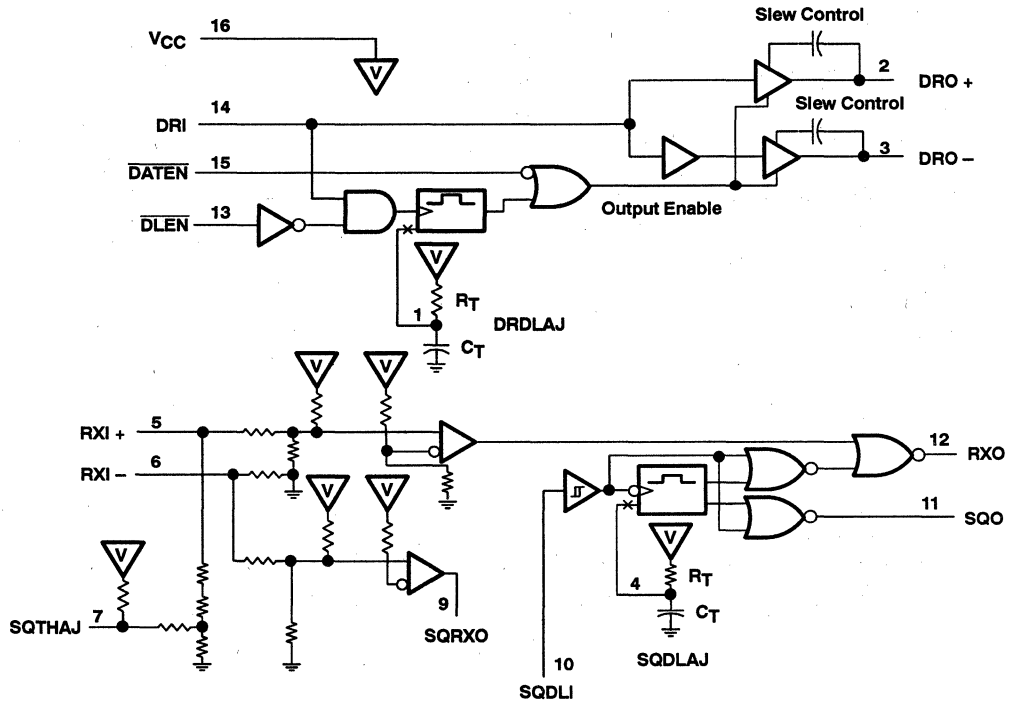 Slew Control
16
VCC
V
2
DRO +
14
DRI
Slew Control
15
DATEN
3
DRO –
13
DLEN
Output Enable
V
RT
1
DRDLAJ
CT
V
V
5
RXI +
12
RXO
6
RXI –
V
V
11
SQO
V
V
RT
4
CT
7
SQTHAJ
9
SQRXO
SQDLAJ
10
SQDLI